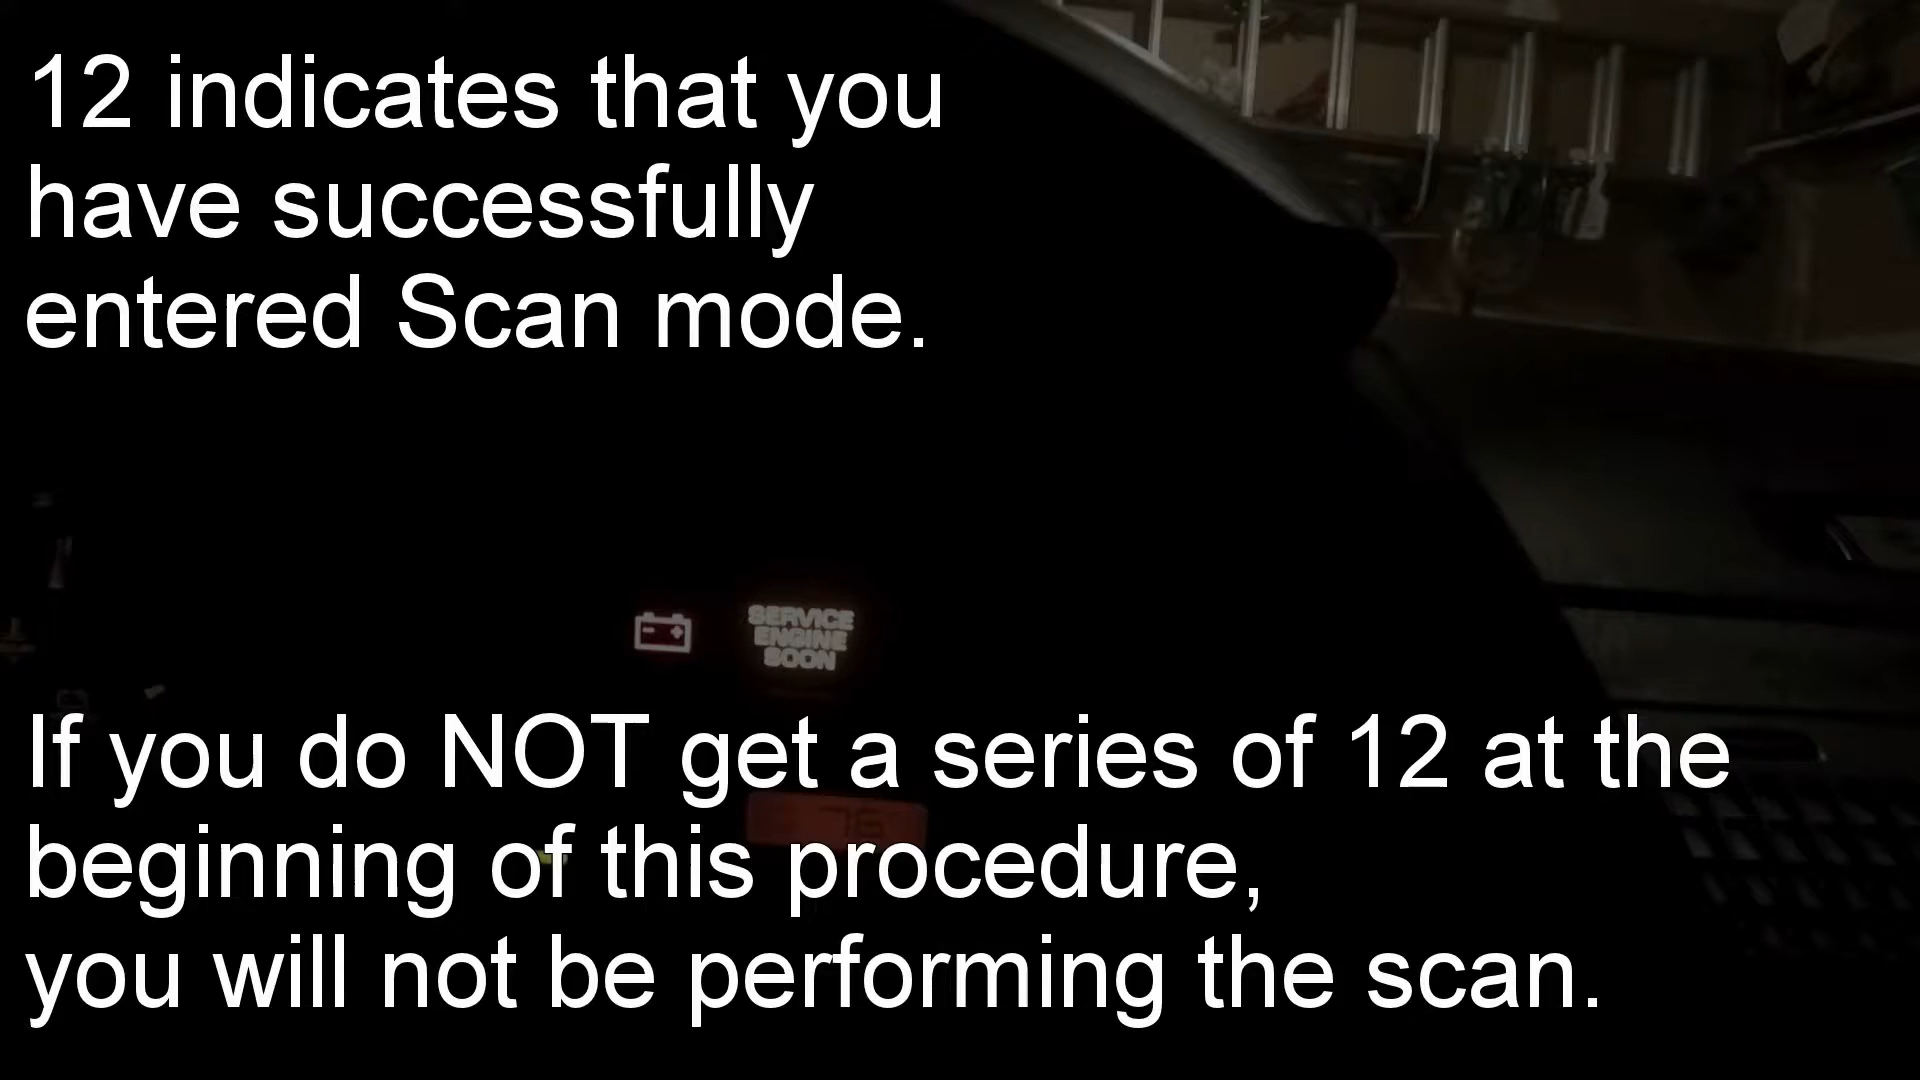 12 indicates that you
have successfully
entered Scan mode.
SERVICE
ENGINE
SOON
If you do NOT get a series of 12 at the
76
beginning of this procedure,
you will not be performing the scan.